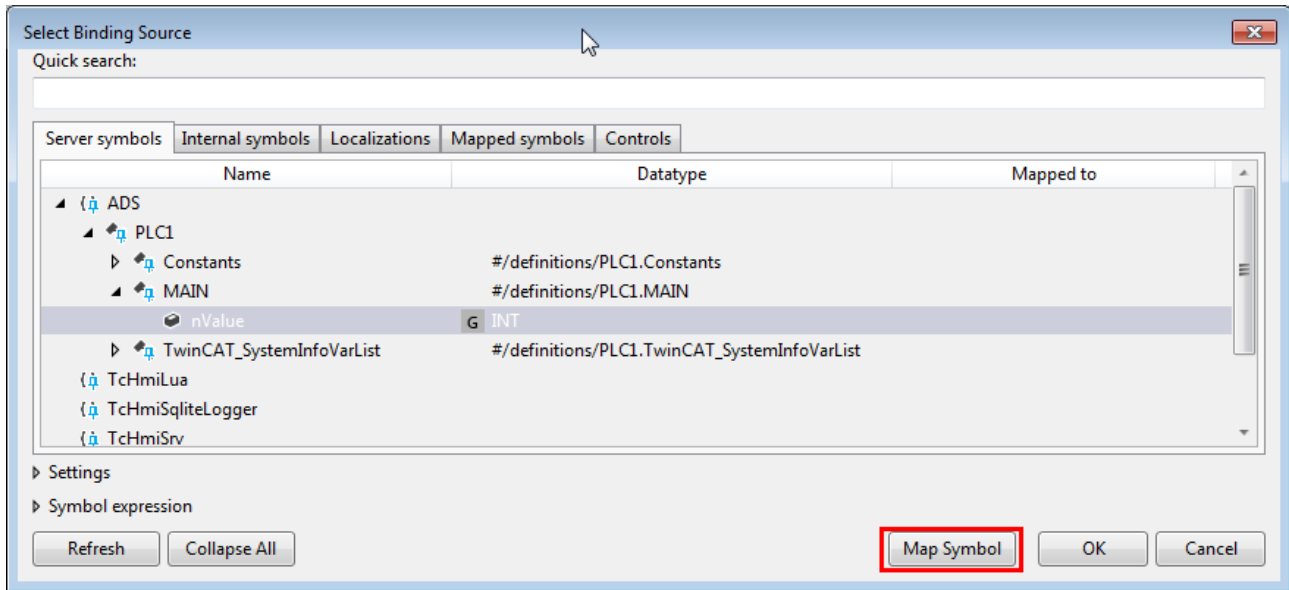 Select Binding Source
Quick search:
Server symbols Internal symbols Localizations Mapped symbols Controls
Name Datatype Mapped to
ADS
PLC1
Constants #/definitions/PLC1.Constants
MAIN #/definitions/PLC1.MAIN
nValue G INT
TwinCAT_SystemInfoVarList #/definitions/PLC1.TwinCAT_SystemInfoVarList
TcHmiLua
TcHmiSqliteLogger
TcHmiSrv
Settings
Symbol expression
Refresh Collapse All Map Symbol OK Cancel